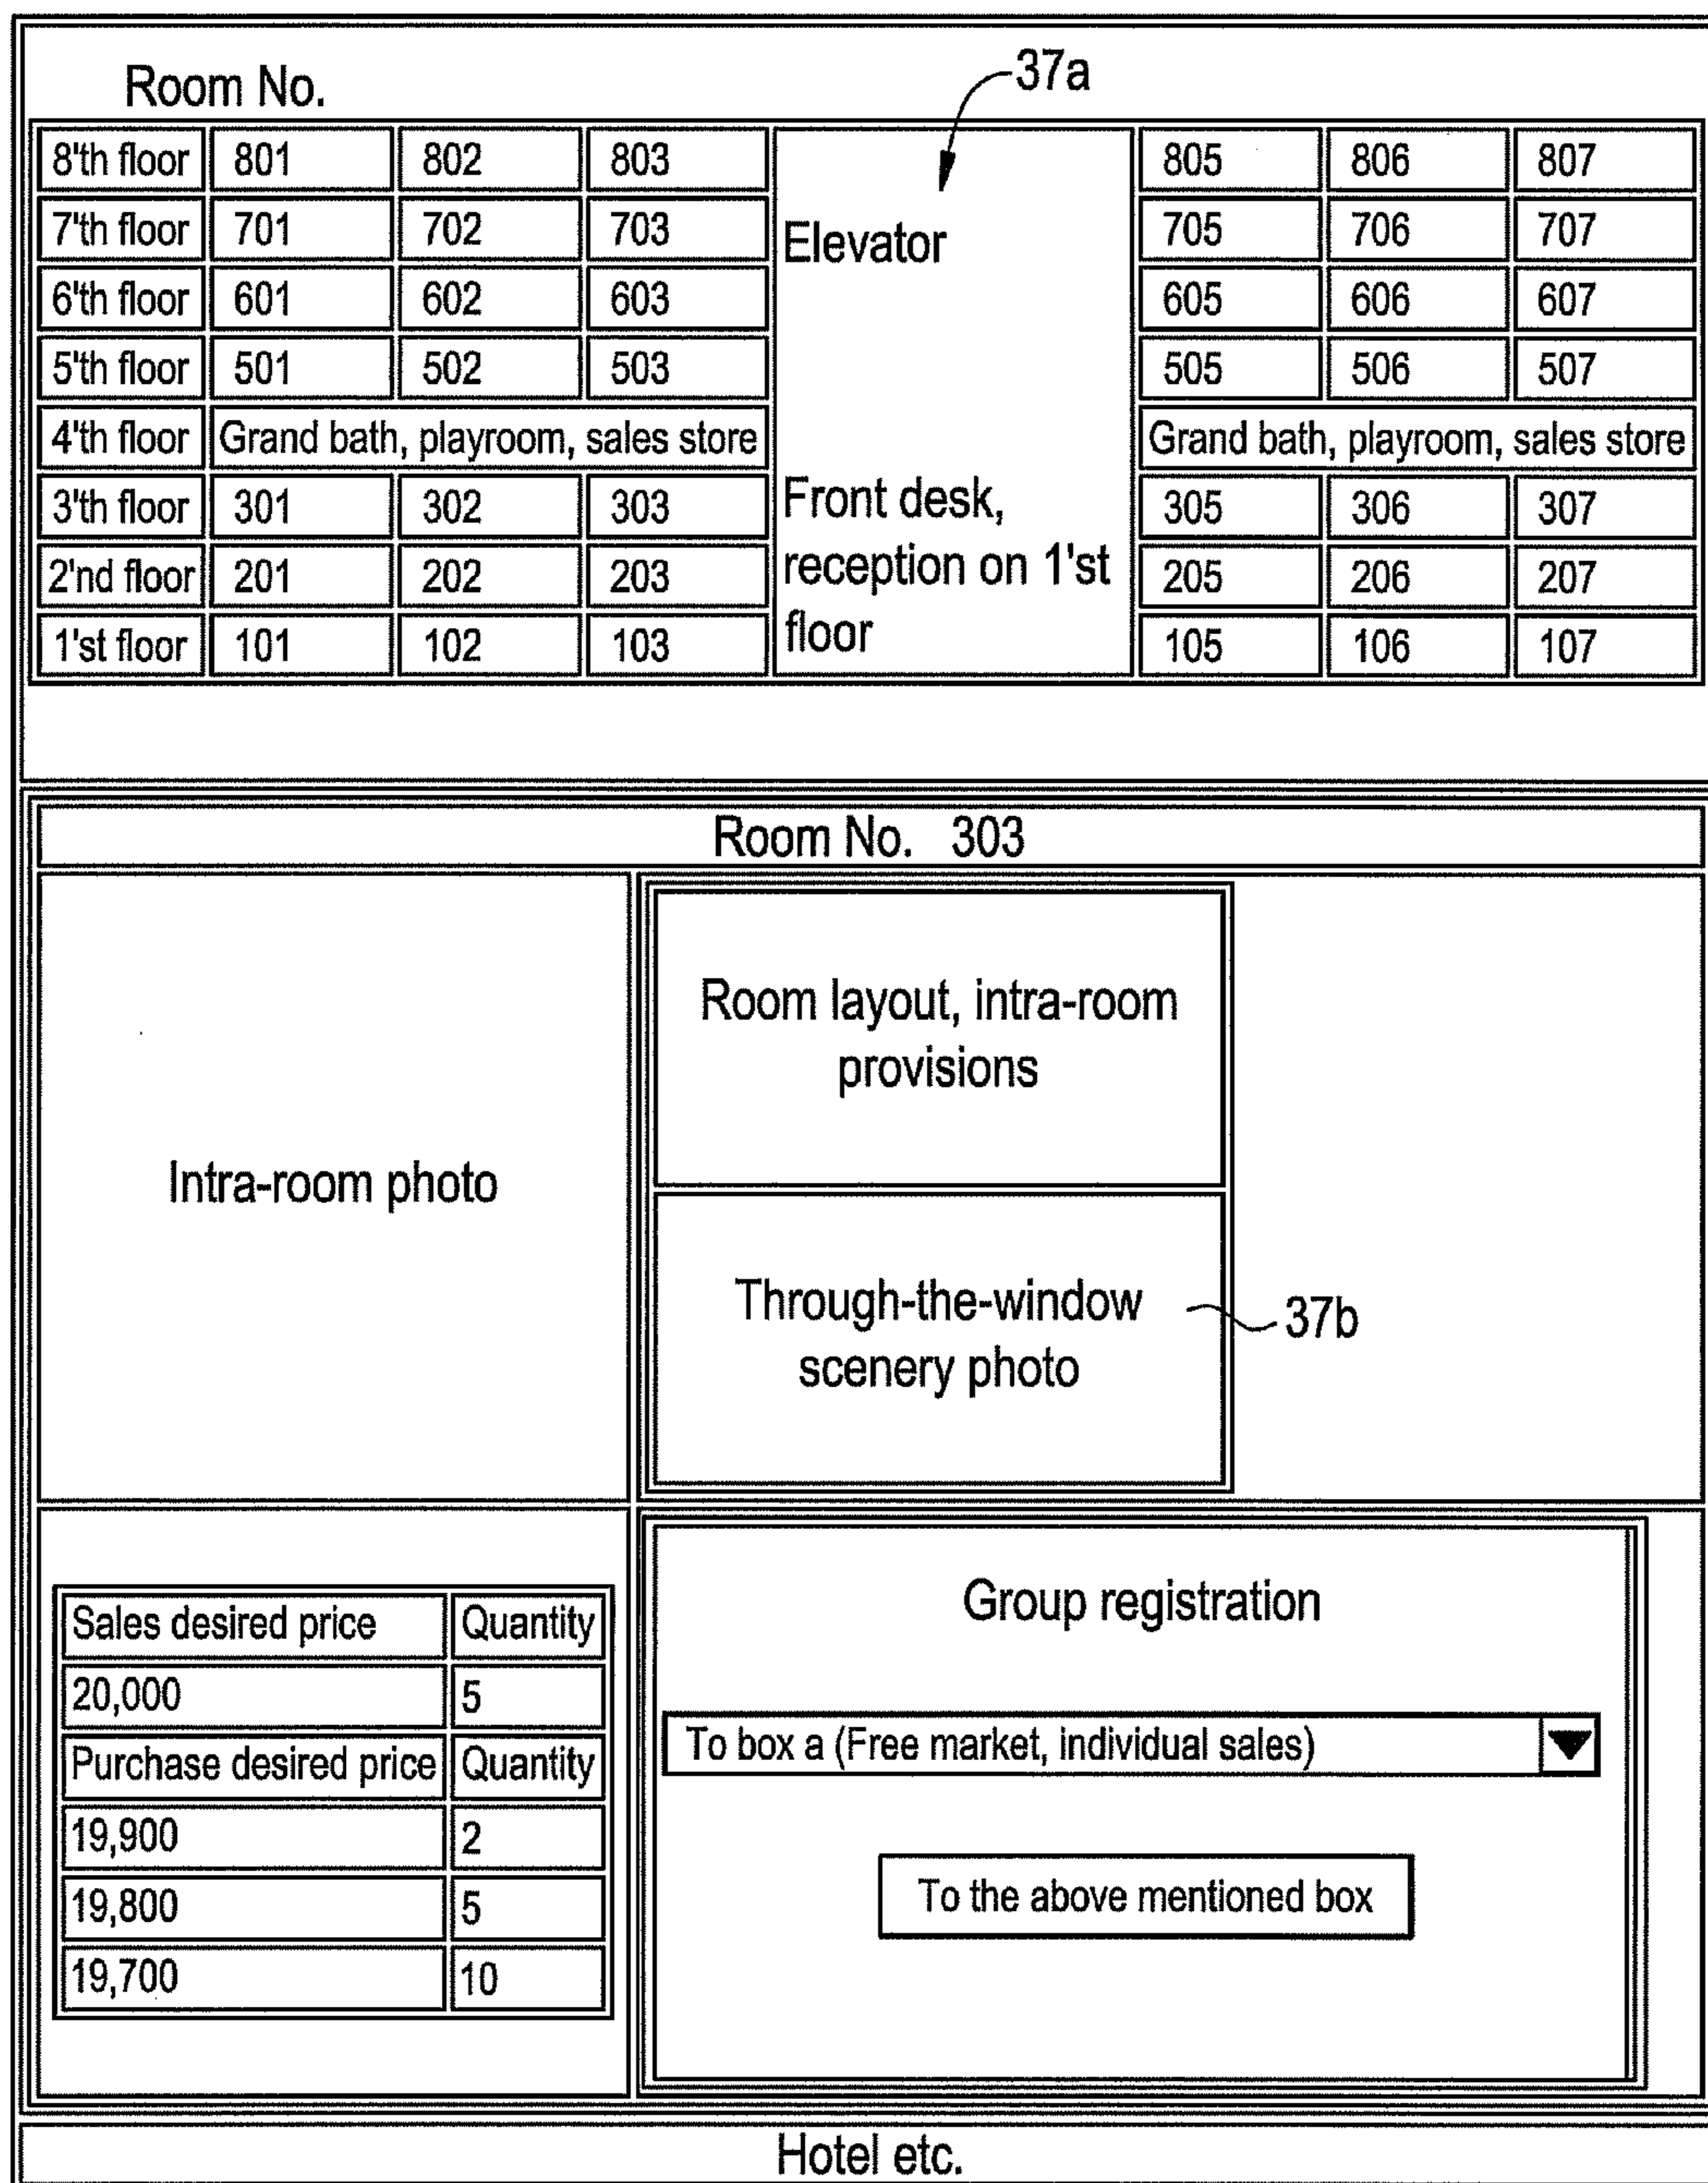 37a
Room No.
8'th floor 801 802 803 805 806 807
7'th floor 701 702 703 Elevator 705 706 707
6'th floor 601 602 603 605 606 607
5'th floor 501 502 503 505 506 507
4'th floor Grand bath, playroom, sales store Grand bath, playroom, sales store
3'th floor 301 302 303 Front desk, 305 306 307
2'nd floor 201 202 203 reception on 1'st 205 206 207
1'st floor 101 102 103 floor 105 106 107
Room No. 303
Intra-room photo
Room layout, intra-room
provisions
Through-the-window
scenery photo
37b
Sales desired price Quantity
20,000 5
Purchase desired price Quantity
19,900 2
19,800 5
19,700 10
Group registration
To box a (Free market, individual sales)
To the above mentioned box
Hotel etc.